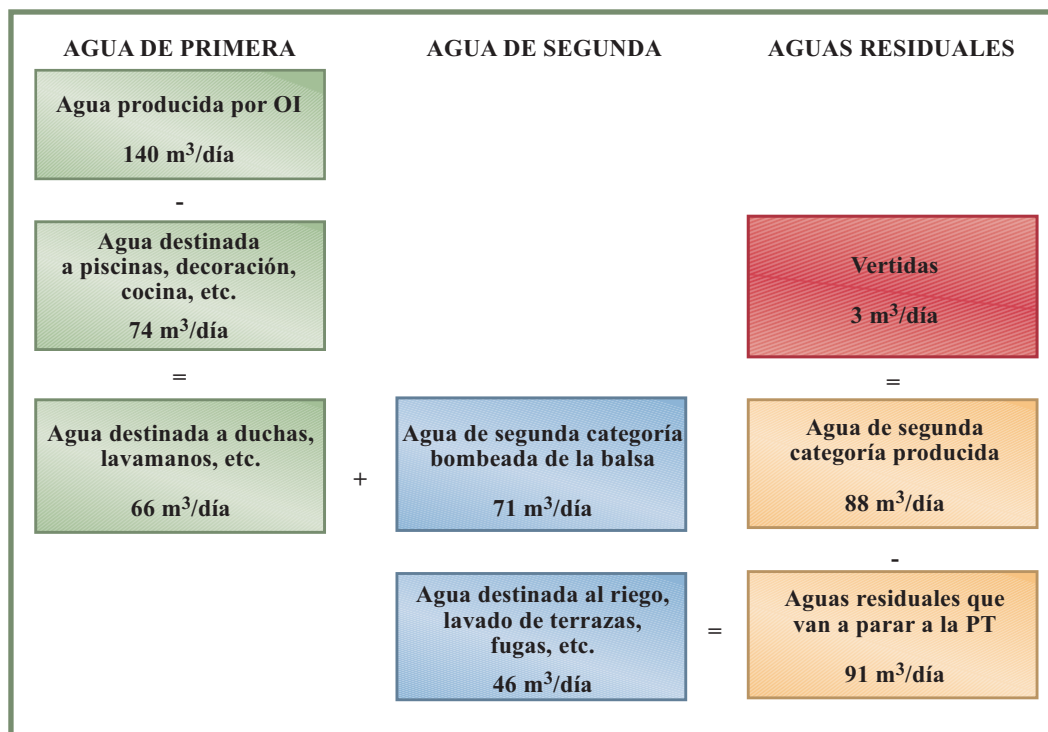 AGUA DE PRIMERA
AGUA DE SEGUNDA
AGUAS RESIDUALES
Agua producida por OI
140 m³/día
-
Agua destinada
a piscinas, decoración,
cocina, etc.
74 m³/día
Vertidas
3 m³/día
=
=
Agua destinada a duchas,
lavamanos, etc.
66 m³/día
+
Agua de segunda categoría
bombeada de la balsa
71 m³/día
Agua de segunda
categoría producida
88 m³/día
-
Agua destinada al riego,
lavado de terrazas,
fugas, etc.
46 m³/día
=
Aguas residuales que
van a parar a la PT
91 m³/día